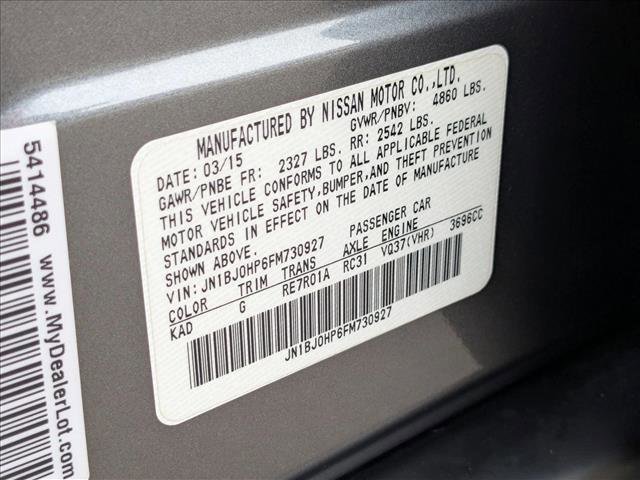 MANUFACTURED BY NISSAN MOTOR CO.,LTD.
DATE: 03/15 GVWR/PNBV: 4860 LBS.
GAWR/PNBE FR: 2327 LBS. RR: 2542 LBS.
THIS VEHICLE CONFORMS TO ALL APPLICABLE FEDERAL
MOTOR VEHICLE SAFETY,BUMPER,AND THEFT PREVENTION
STANDARDS IN EFFECT ON THE DATE OF MANUFACTURE
SHOWN ABOVE.
VIN: JN1BJ0HP6FM730927 PASSENGER CAR
COLOR TRIM TRANS AXLE ENGINE
KAD G RE7R01A RC31 VQ37(VHR) 3696CC
JN1BJ0HP6FM730927
5414486 www.MyDealerLot.com